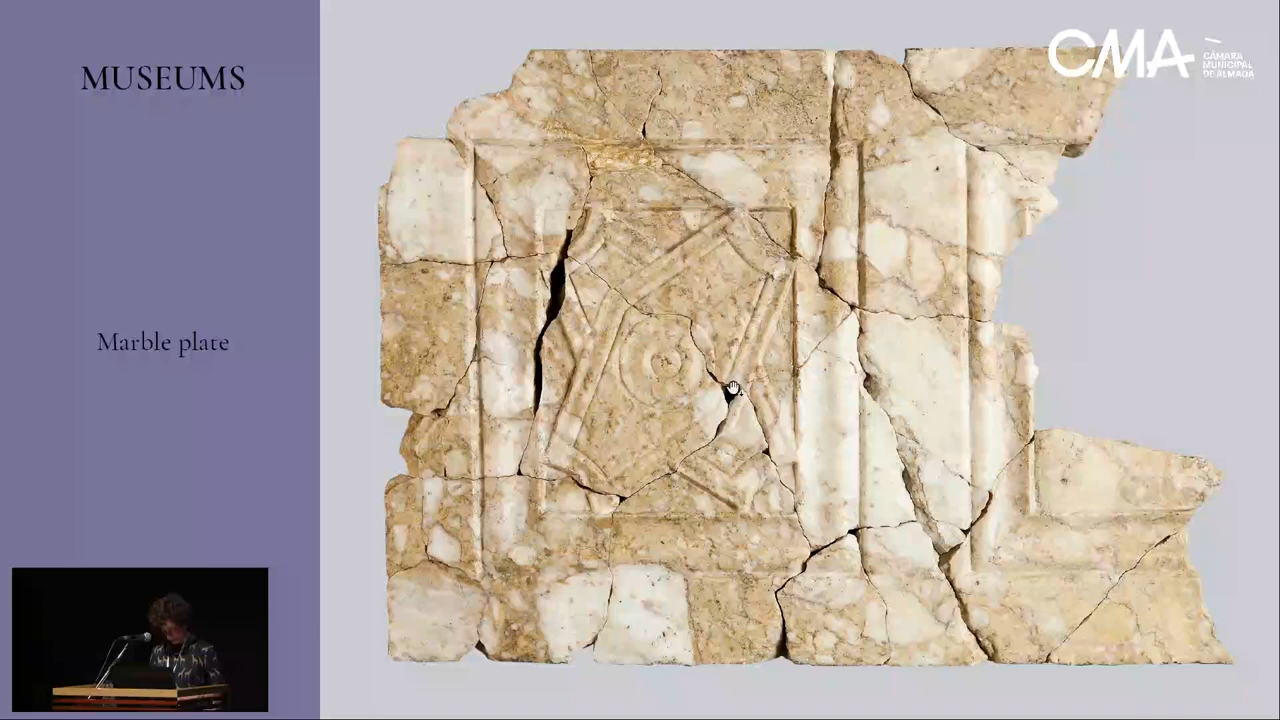 MUSEUMS
CMA
CÂMARA
MUNICIPAL
DE ALMADA
Marble plate